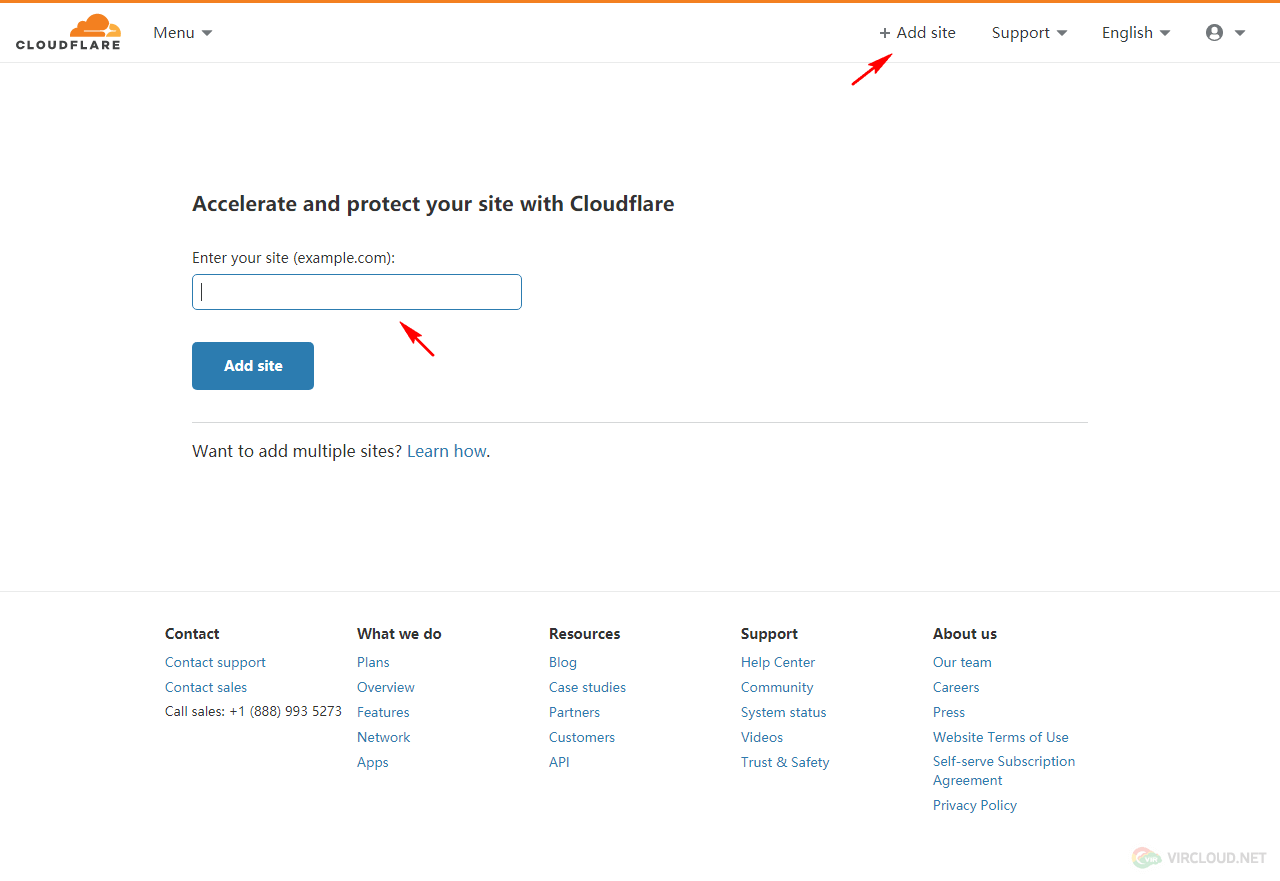 CLOUDFLARE Menu + Add site Support English
Accelerate and protect your site with Cloudflare
Enter your site (example.com):
Add site
Want to add multiple sites? Learn how.
Contact
Contact support
Contact sales
Call sales: +1 (888) 993 5273
What we do
Plans
Overview
Features
Network
Apps
Resources
Blog
Case studies
Partners
Customers
API
Support
Help Center
Community
System status
Videos
Trust & Safety
About us
Our team
Careers
Press
Website Terms of Use
Self-serve Subscription
Agreement
Privacy Policy
VIRCLOUD.NET